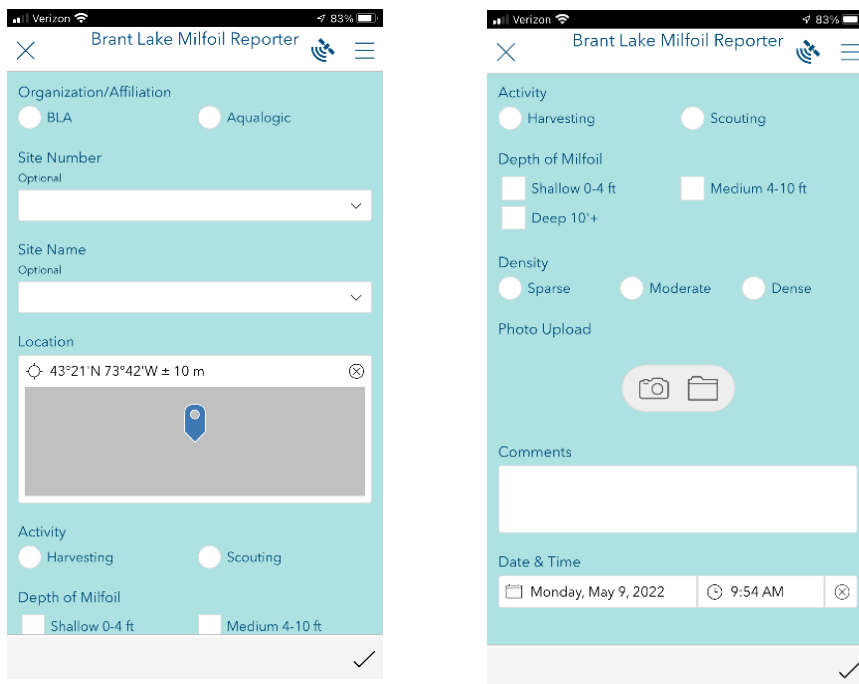 Verizon 83%
Brant Lake Milfoil Reporter
Organization/Affiliation
BLA Aqualogic
Site Number
Optional
Site Name
Optional
Location
43°21'N 73°42'W ± 10 m
Activity
Harvesting Scouting
Depth of Milfoil
Shallow 0-4 ft Medium 4-10 ft
Verizon 83%
Brant Lake Milfoil Reporter
Activity
Harvesting Scouting
Depth of Milfoil
Shallow 0-4 ft Medium 4-10 ft
Deep 10'+
Density
Sparse Moderate Dense
Photo Upload
Comments
Date & Time
Monday, May 9, 2022 9:54 AM